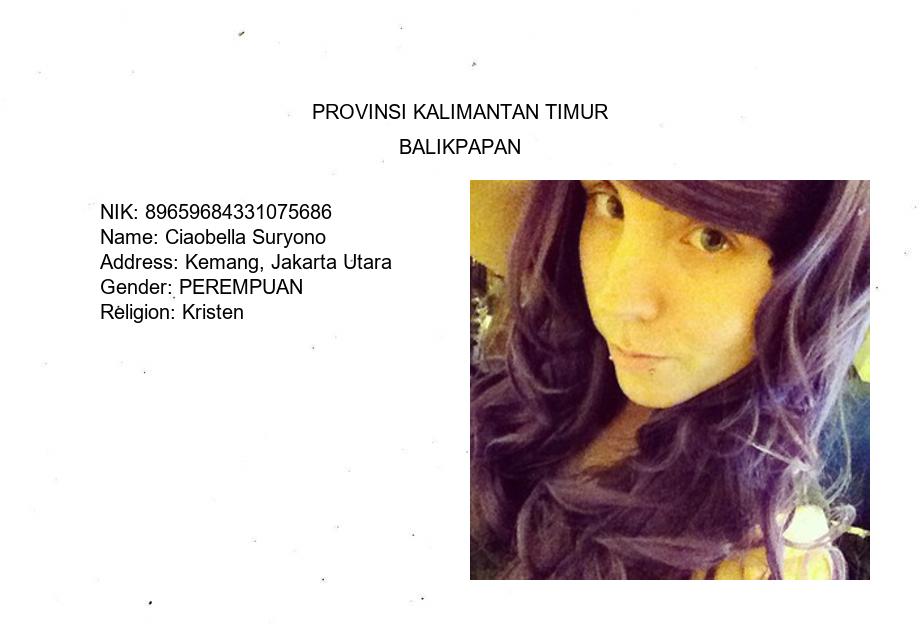 PROVINSI KALIMANTAN TIMUR
BALIKPAPAN
NIK: 89659684331075686
Name: Ciaobella Suryono
Address: Kemang, Jakarta Utara
Gender: PEREMPUAN
Religion: Kristen